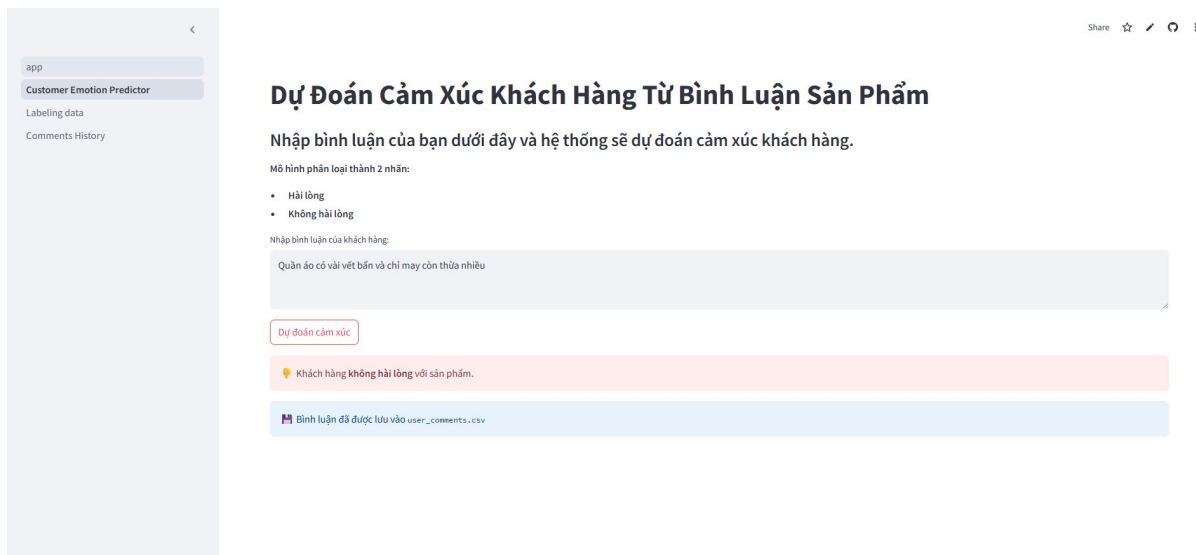 Share
app
Customer Emotion Predictor
Labeling data
Comments History
Dự Đoán Cảm Xúc Khách Hàng Từ Bình Luận Sản Phẩm
Nhập bình luận của bạn dưới đây và hệ thống sẽ dự đoán cảm xúc khách hàng.
Mô hình phân loại thành 2 nhãn:
• Hài lòng
• Không hài lòng
Nhập bình luận của khách hàng:
Quần áo có vài vết bẩn và chỉ may còn thừa nhiều
Dự đoán cảm xúc
Khách hàng không hài lòng với sản phẩm.
Bình luận đã được lưu vào user_comments.csv